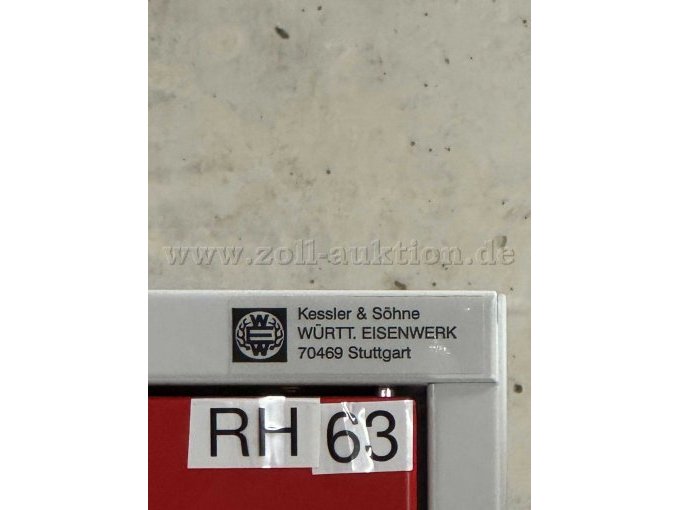 www.zoll-auktion.de
Kessler & Söhne
WÜRTT. EISENWERK
70469 Stuttgart
W
W
RH 63